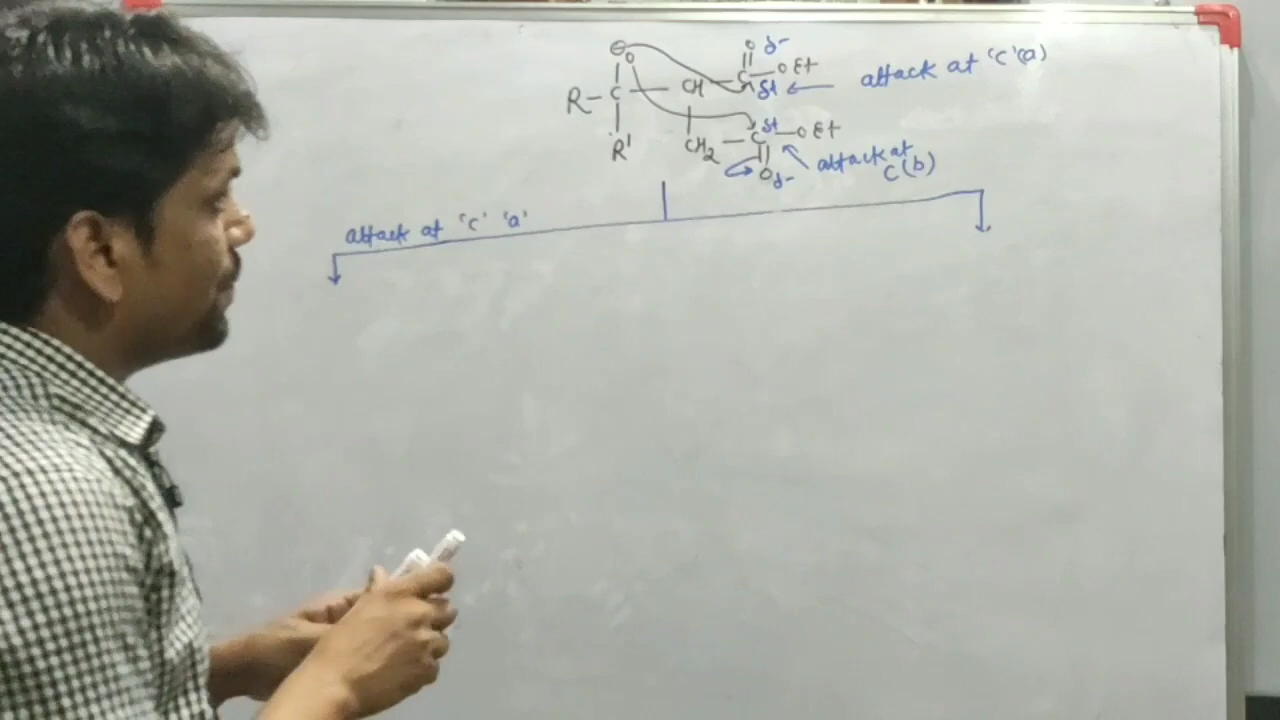 ⊖O O δ-
R-C-CH-C-OEt
δ+ ← attack at 'C'(a)
R' CH2-C-OEt
δ+
O δ-
attack at
C(b)
attack at 'C' 'a'